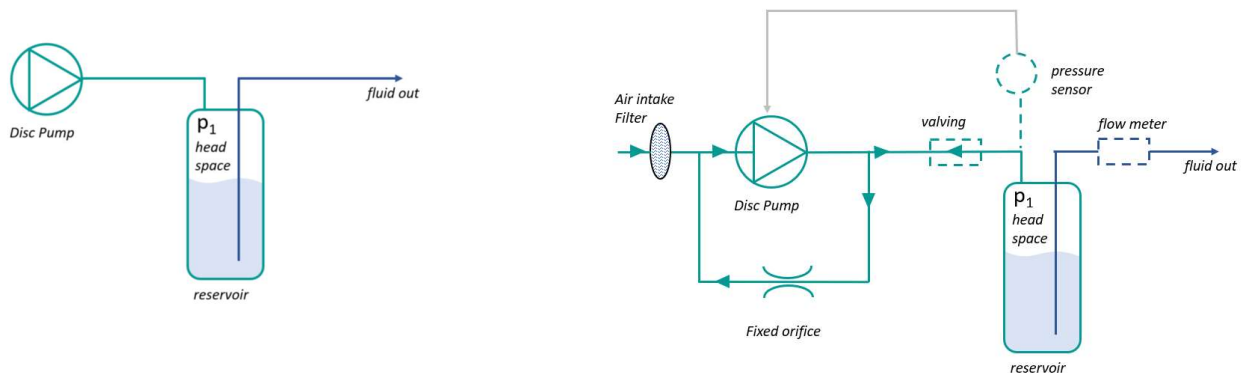 Disc Pump
p1
head
space
reservoir
fluid out
Air intake
Filter
Disc Pump
Fixed orifice
valving
pressure
sensor
flow meter
fluid out
p1
head
space
reservoir